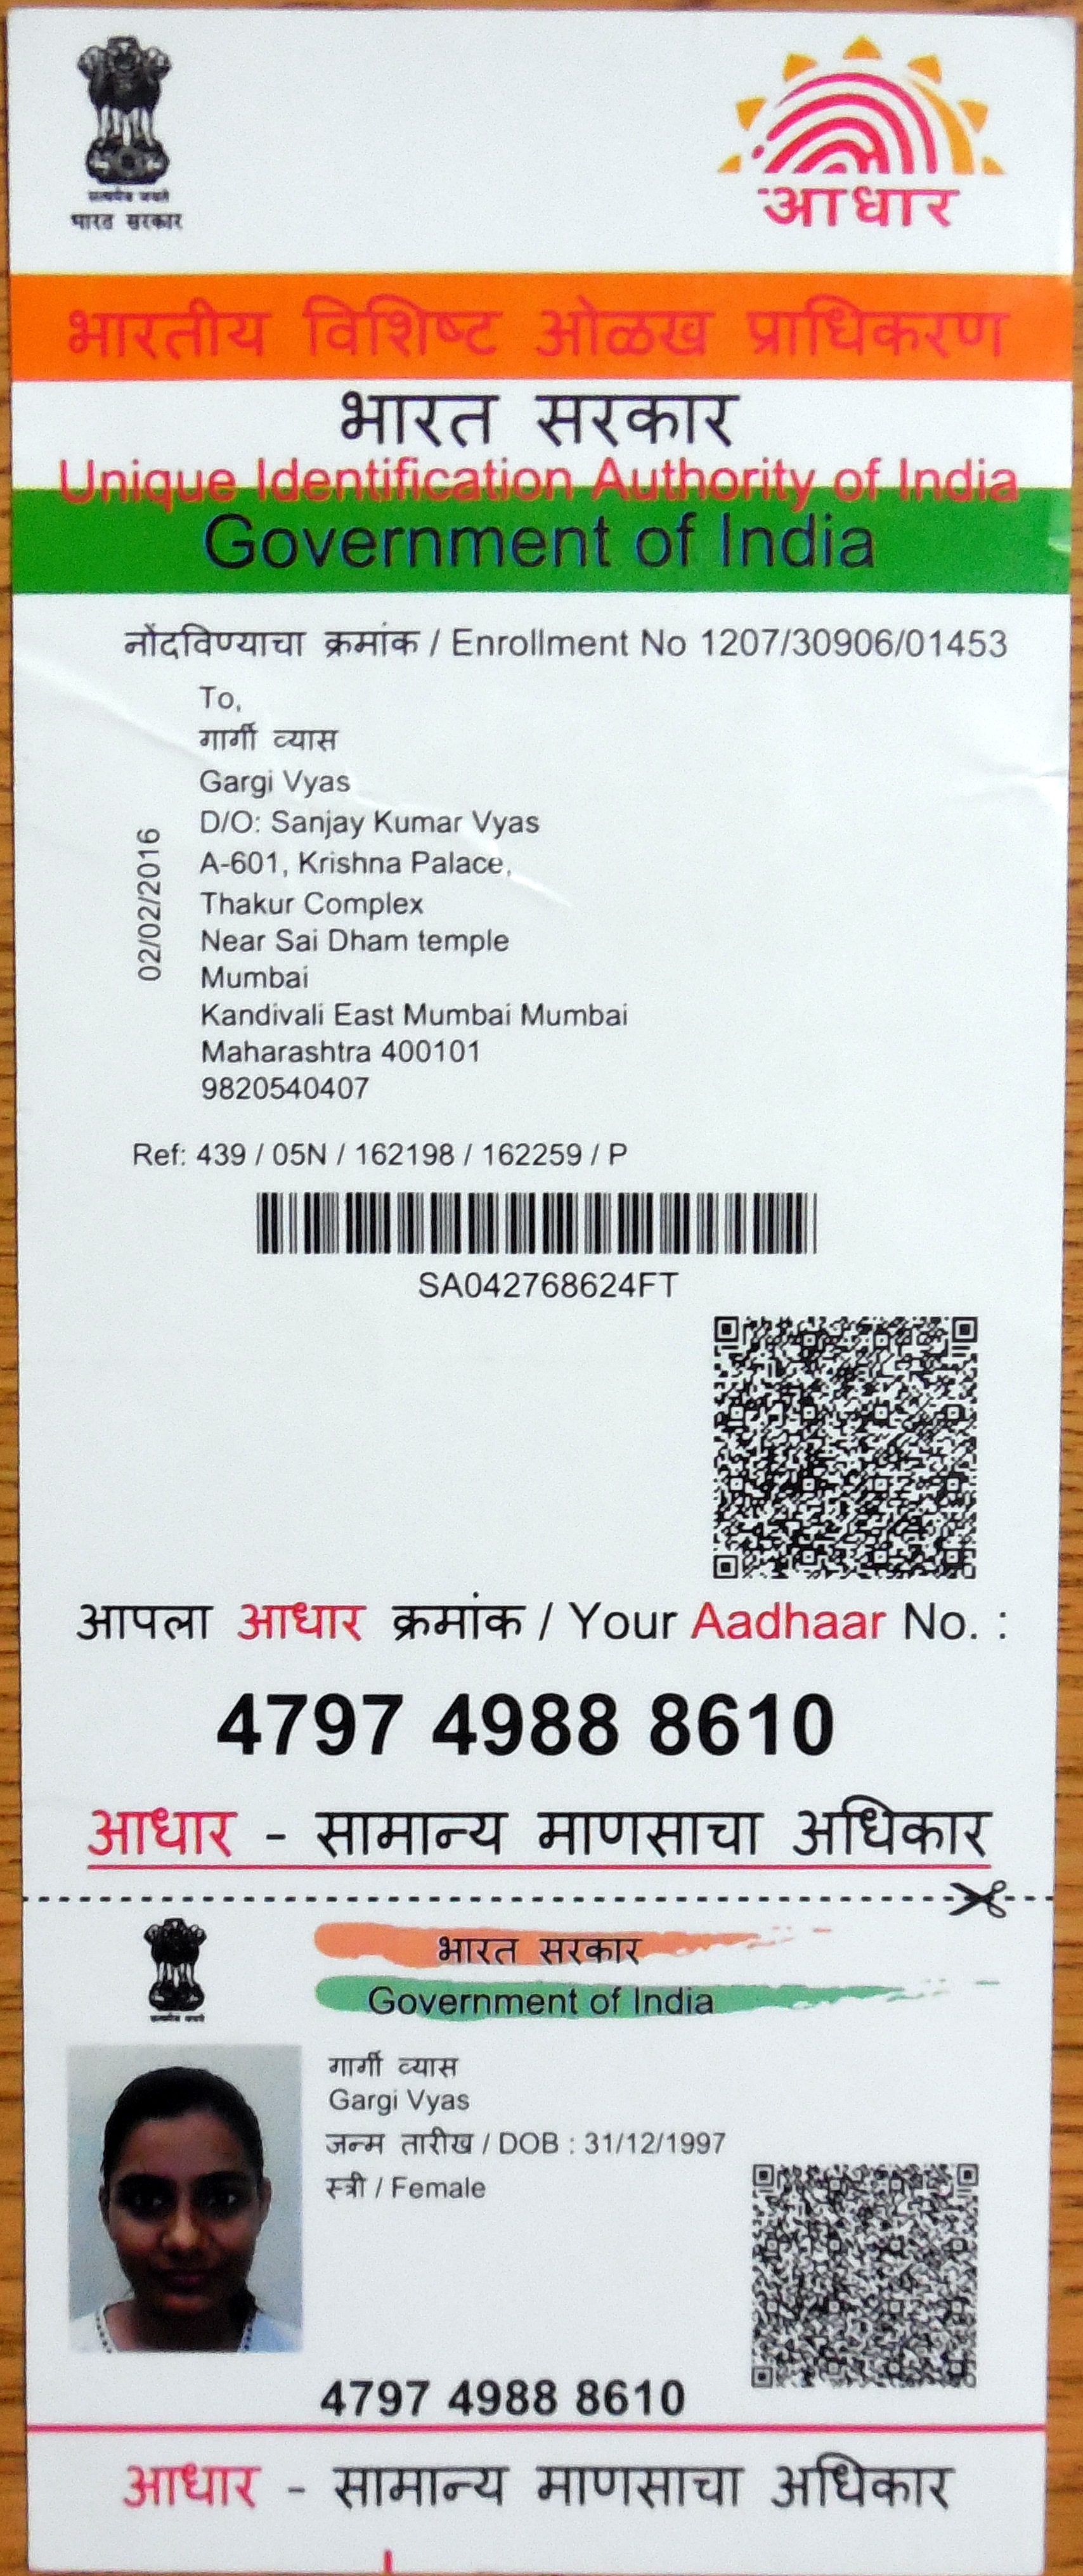 सत्यमेव जयते
भारत सरकार
आधार
भारतीय विशिष्ट ओळख प्राधिकरण
भारत सरकार
Unique Identification Authority of India
Government of India
नोंदविण्याचा क्रमांक / Enrollment No 1207/30906/01453
To,
गार्गी व्यास
Gargi Vyas
D/O: Sanjay Kumar Vyas
A-601, Krishna Palace,
Thakur Complex
Near Sai Dham temple
Mumbai
Kandivali East Mumbai Mumbai
Maharashtra 400101
9820540407
02/02/2016
Ref: 439 / 05N / 162198 / 162259 / P
SA042768624FT
आपला आधार क्रमांक / Your Aadhaar No. :
4797 4988 8610
आधार - सामान्य माणसाचा अधिकार
सत्यमेव जयते
भारत सरकार
Government of India
गार्गी व्यास
Gargi Vyas
जन्म तारीख / DOB : 31/12/1997
स्त्री / Female
4797 4988 8610
आधार - सामान्य माणसाचा अधिकार